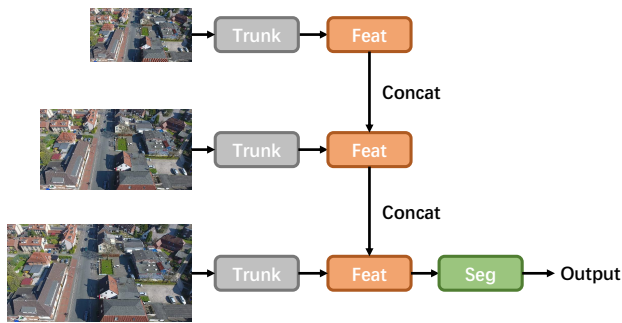 Trunk
Feat
Concat
Trunk
Feat
Concat
Trunk
Feat
Seg
Output